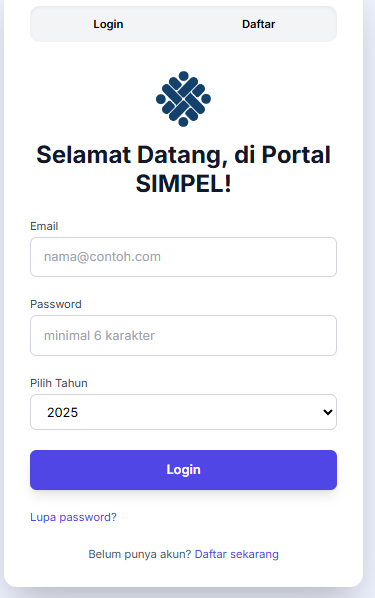 Login
Daftar
Selamat Datang, di Portal
SIMPEL!
Email
nama@contoh.com
Password
minimal 6 karakter
Pilih Tahun
2025
Login
Lupa password?
Belum punya akun? Daftar sekarang